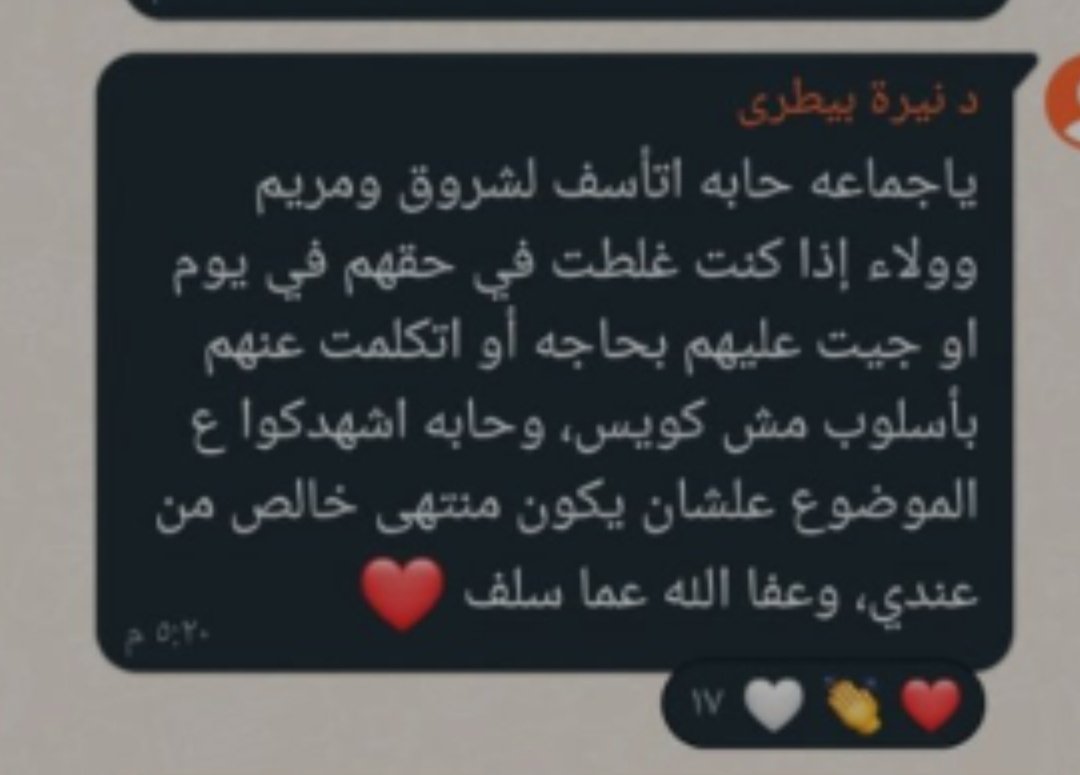 د نيرة بيطرى
ياجماعه حابه اتأسف لشروق ومريم
وولاء إذا كنت غلطت في حقهم في يوم
او جيت عليهم بحاجه أو اتكلمت عنهم
بأسلوب مش كويس، وحابه اشهدكوا ع
الموضوع علشان يكون منتهى خالص من
عندي، وعفا الله عما سلف ❤️
٥:٢٠ م
❤️ 👏 🤍 ١٧